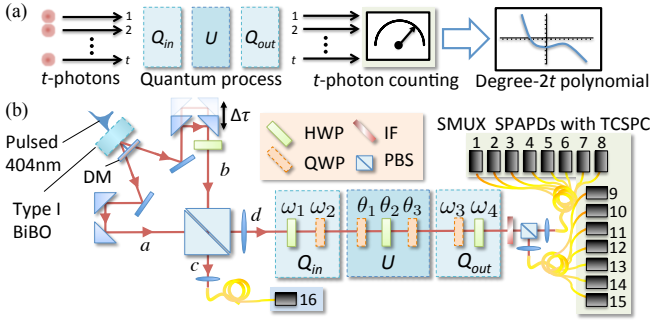 (a)
1
2
t
t-photons
Q_in
U
Q_out
Quantum process
1
2
t
t-photon counting
Degree-2t polynomial
(b)
Pulsed
404nm
DM
Type I
BiBO
Δτ
HWP
QWP
IF
PBS
SMUX SPAPDs with TCSPC
1 2 3 4 5 6 7 8
9
10
11
12
13
14
15
a
b
c
d
ω₁ ω₂
Q_in
θ₁ θ₂ θ₃
U
ω₃ ω₄
Q_out
16